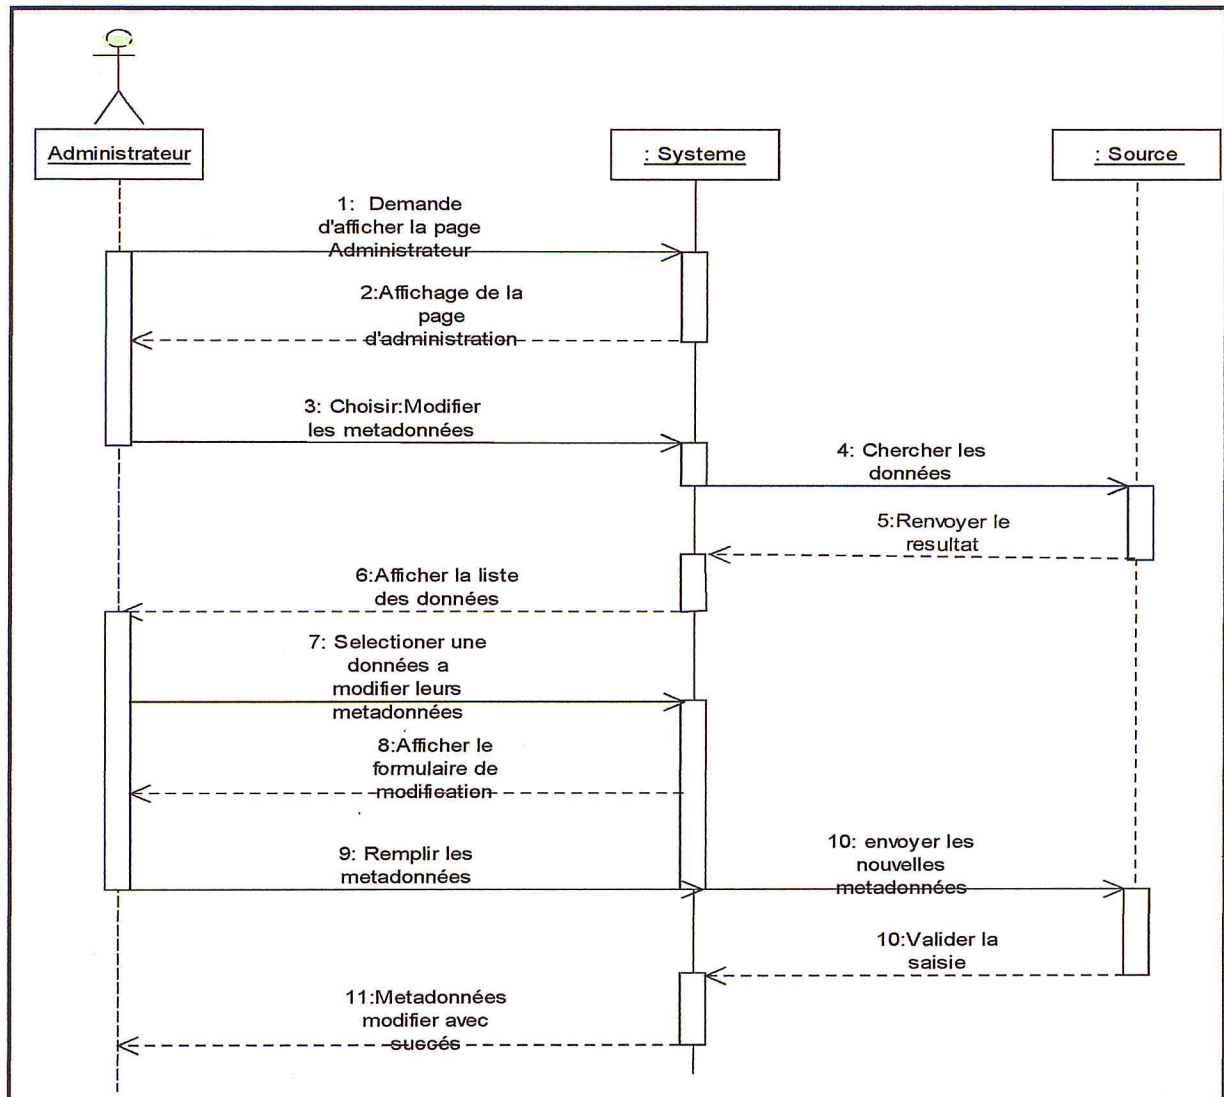 Administrateur
: Systeme
: Source
1: Demande
d'afficher la page
Administrateur
2:Affichage de la
page
d'administration
3: Choisir:Modifier
les metadonnées
4: Chercher les
données
5:Renvoyer le
resultat
6:Afficher la liste
des données
7: Selectioner une
données a
modifier leurs
metadonnées
8:Afficher le
formulaire de
modification
9: Remplir les
metadonnées
10: envoyer les
nouvelles
metadonnées
10:Valider la
saisie
11:Metadonnées
modifier avec
succés